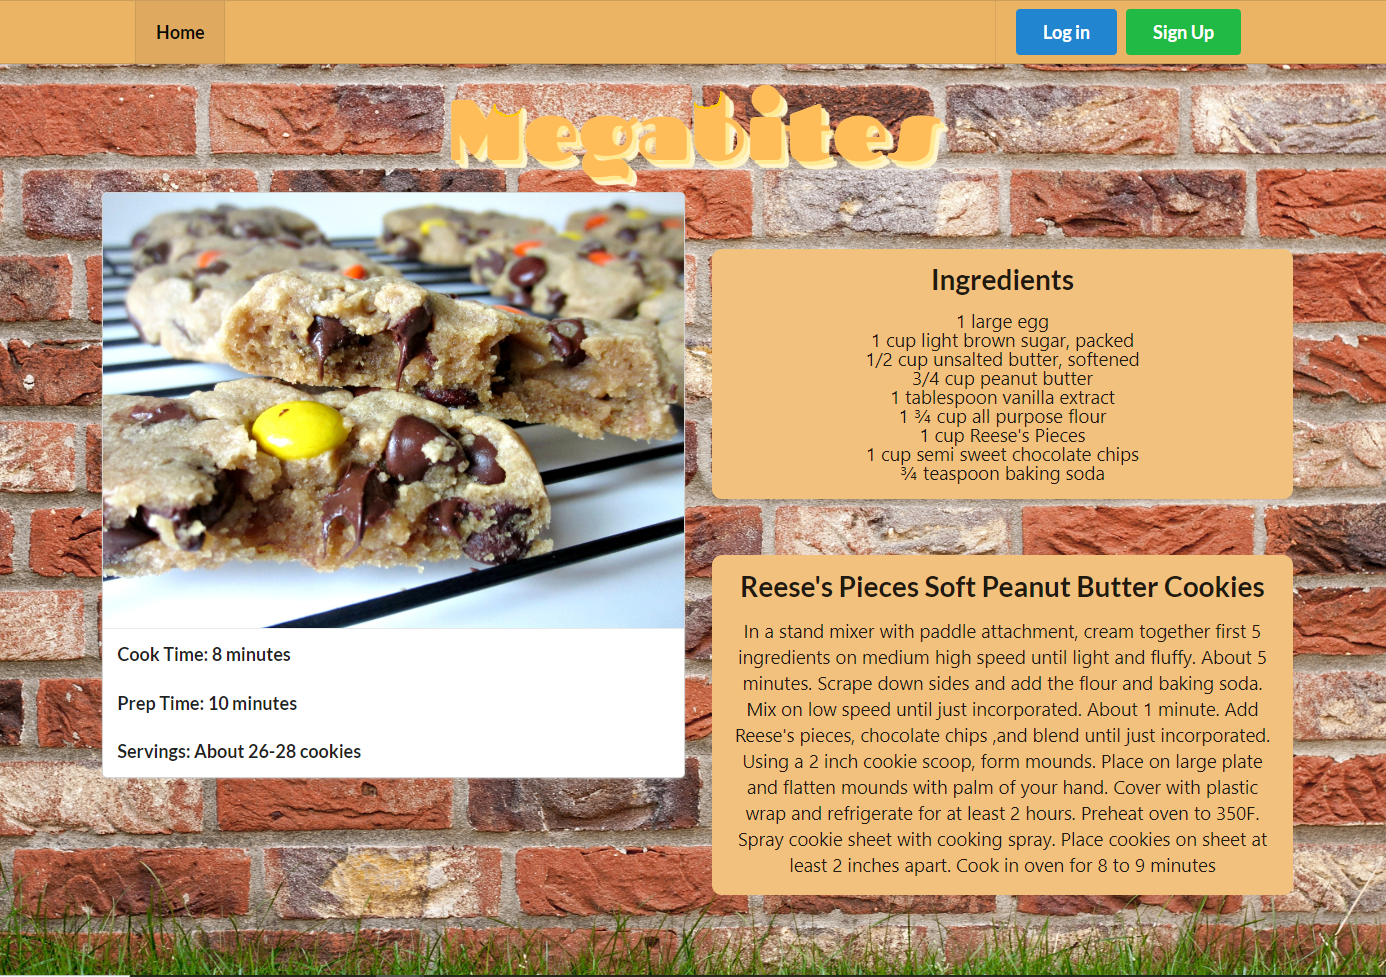 Home
Log in
Sign Up
Megabites
Cook Time: 8 minutes
Prep Time: 10 minutes
Servings: About 26-28 cookies
Ingredients
1 large egg
1 cup light brown sugar, packed
1/2 cup unsalted butter, softened
3/4 cup peanut butter
1 tablespoon vanilla extract
1 ¾ cup all purpose flour
1 cup Reese's Pieces
1 cup semi sweet chocolate chips
¾ teaspoon baking soda
Reese's Pieces Soft Peanut Butter Cookies
In a stand mixer with paddle attachment, cream together first 5
ingredients on medium high speed until light and fluffy. About 5
minutes. Scrape down sides and add the flour and baking soda.
Mix on low speed until just incorporated. About 1 minute. Add
Reese's pieces, chocolate chips ,and blend until just incorporated.
Using a 2 inch cookie scoop, form mounds. Place on large plate
and flatten mounds with palm of your hand. Cover with plastic
wrap and refrigerate for at least 2 hours. Preheat oven to 350F.
Spray cookie sheet with cooking spray. Place cookies on sheet at
least 2 inches apart. Cook in oven for 8 to 9 minutes